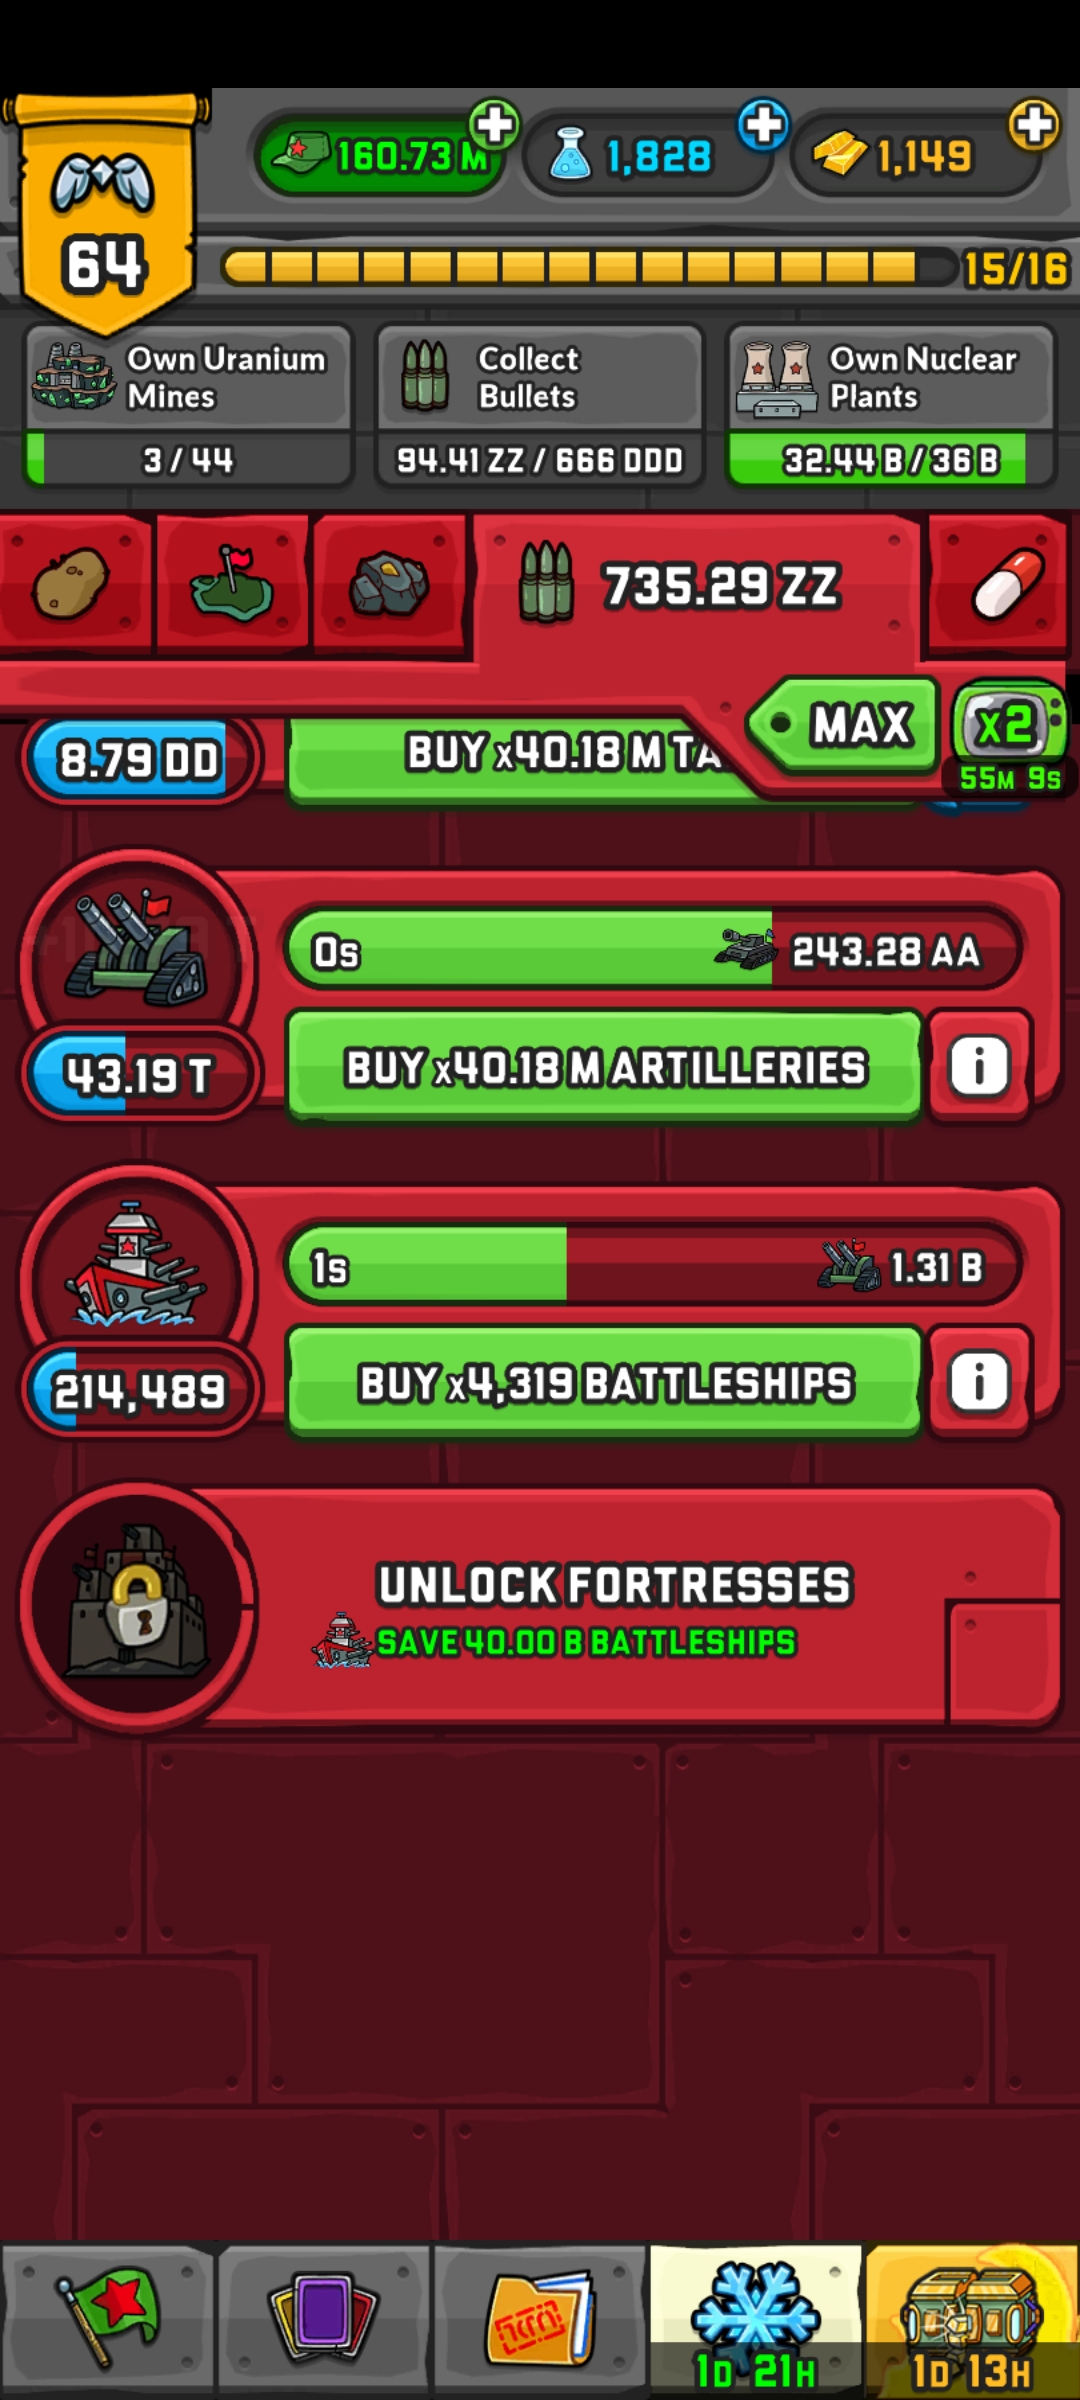 160.73 M
1,828
1,149
64
15/16
Own Uranium
Mines
3 / 44
Collect
Bullets
94.41 ZZ / 666 DDD
Own Nuclear
Plants
32.44 B / 36 B
735.29 ZZ
MAX
x2
55M 9S
8.79 DD
BUY x40.18 M TA
0s
243.28 AA
43.19 T
BUY x40.18 M ARTILLERIES
i
1s
1.31 B
214,489
BUY x4,319 BATTLESHIPS
i
UNLOCK FORTRESSES
SAVE 40.00 B BATTLESHIPS
1D 21H
1D 13H